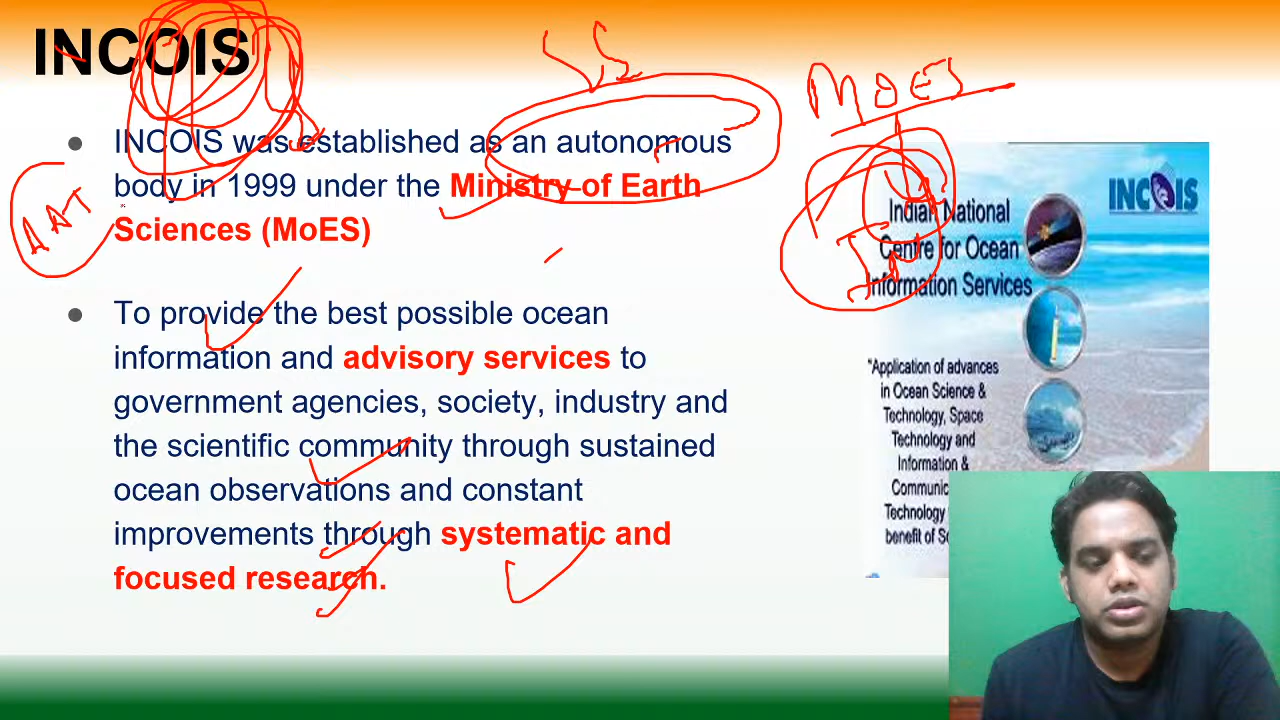 INCOIS
INCOIS was established as an autonomous
body in 1999 under the Ministry of Earth
Sciences (MoES)
To provide the best possible ocean
information and advisory services to
government agencies, society, industry and
the scientific community through sustained
ocean observations and constant
improvements through systematic and
focused research.
MoES
INCOIS
Indian National
Centre for Ocean
Information Services
"Application of advances
in Ocean Science &
Technology, Space
Technology and
Information &
Technology